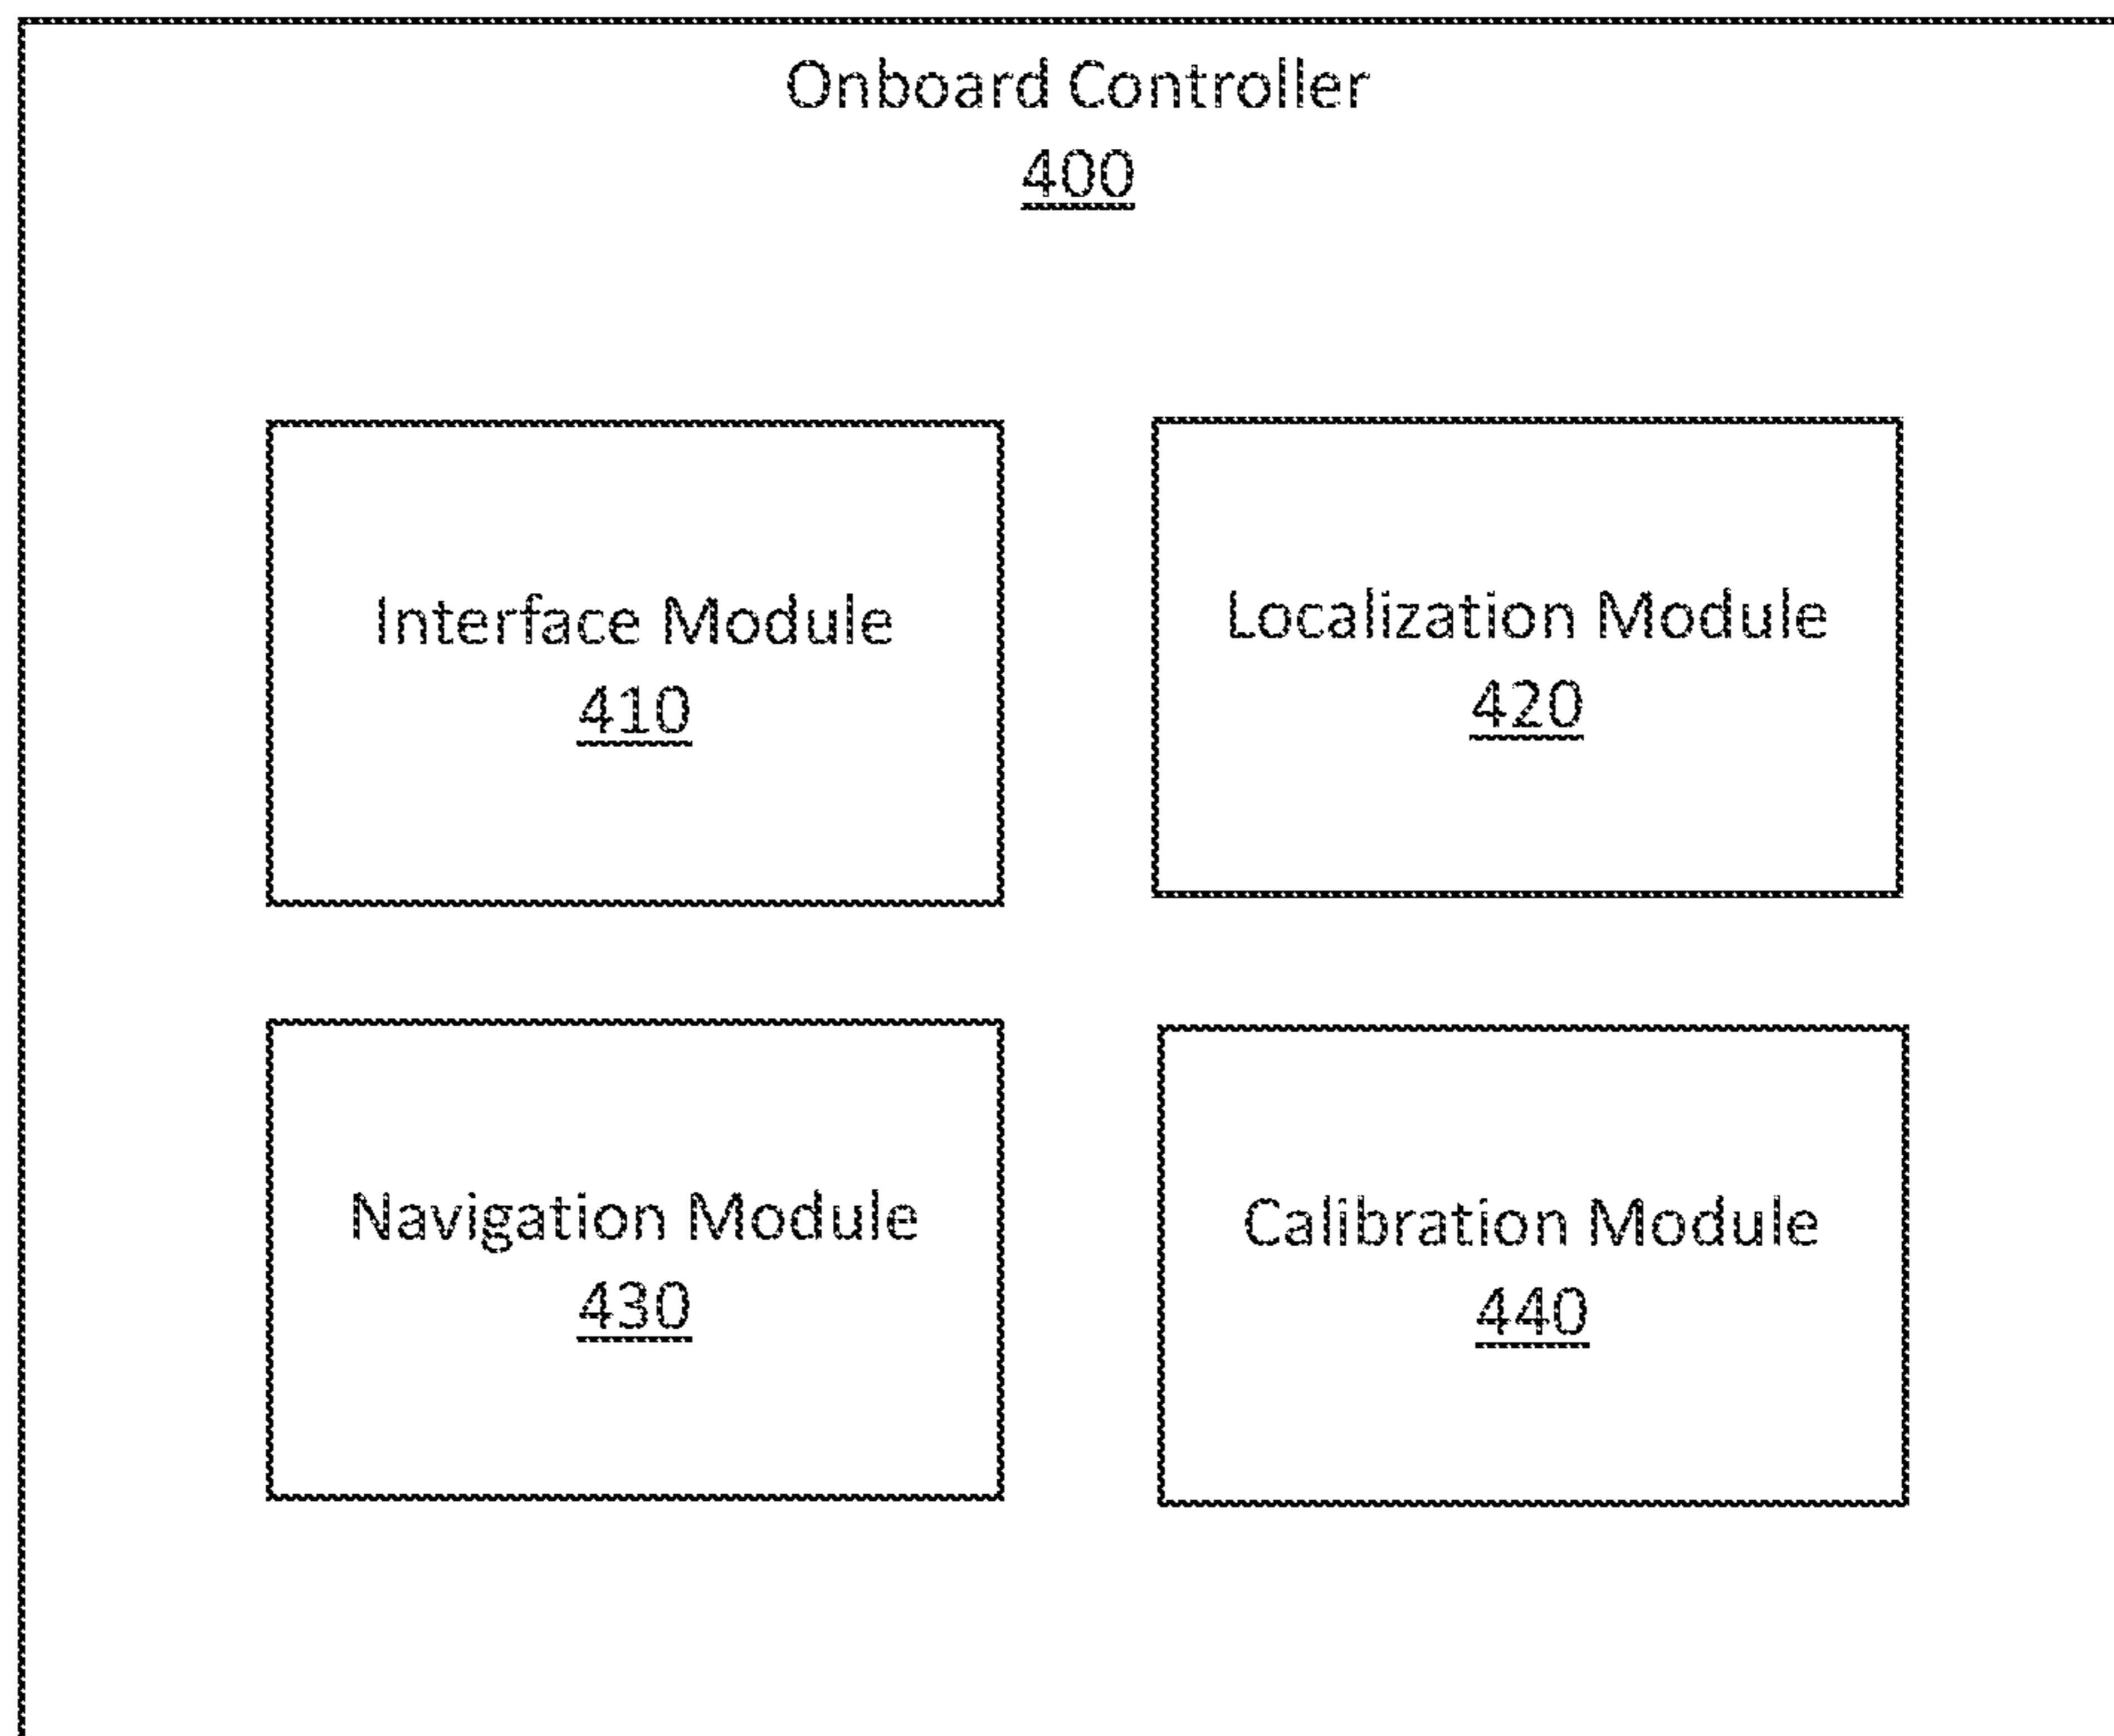 Onboard Controller
400
Interface Module
410
Localization Module
420
Navigation Module
430
Calibration Module
440